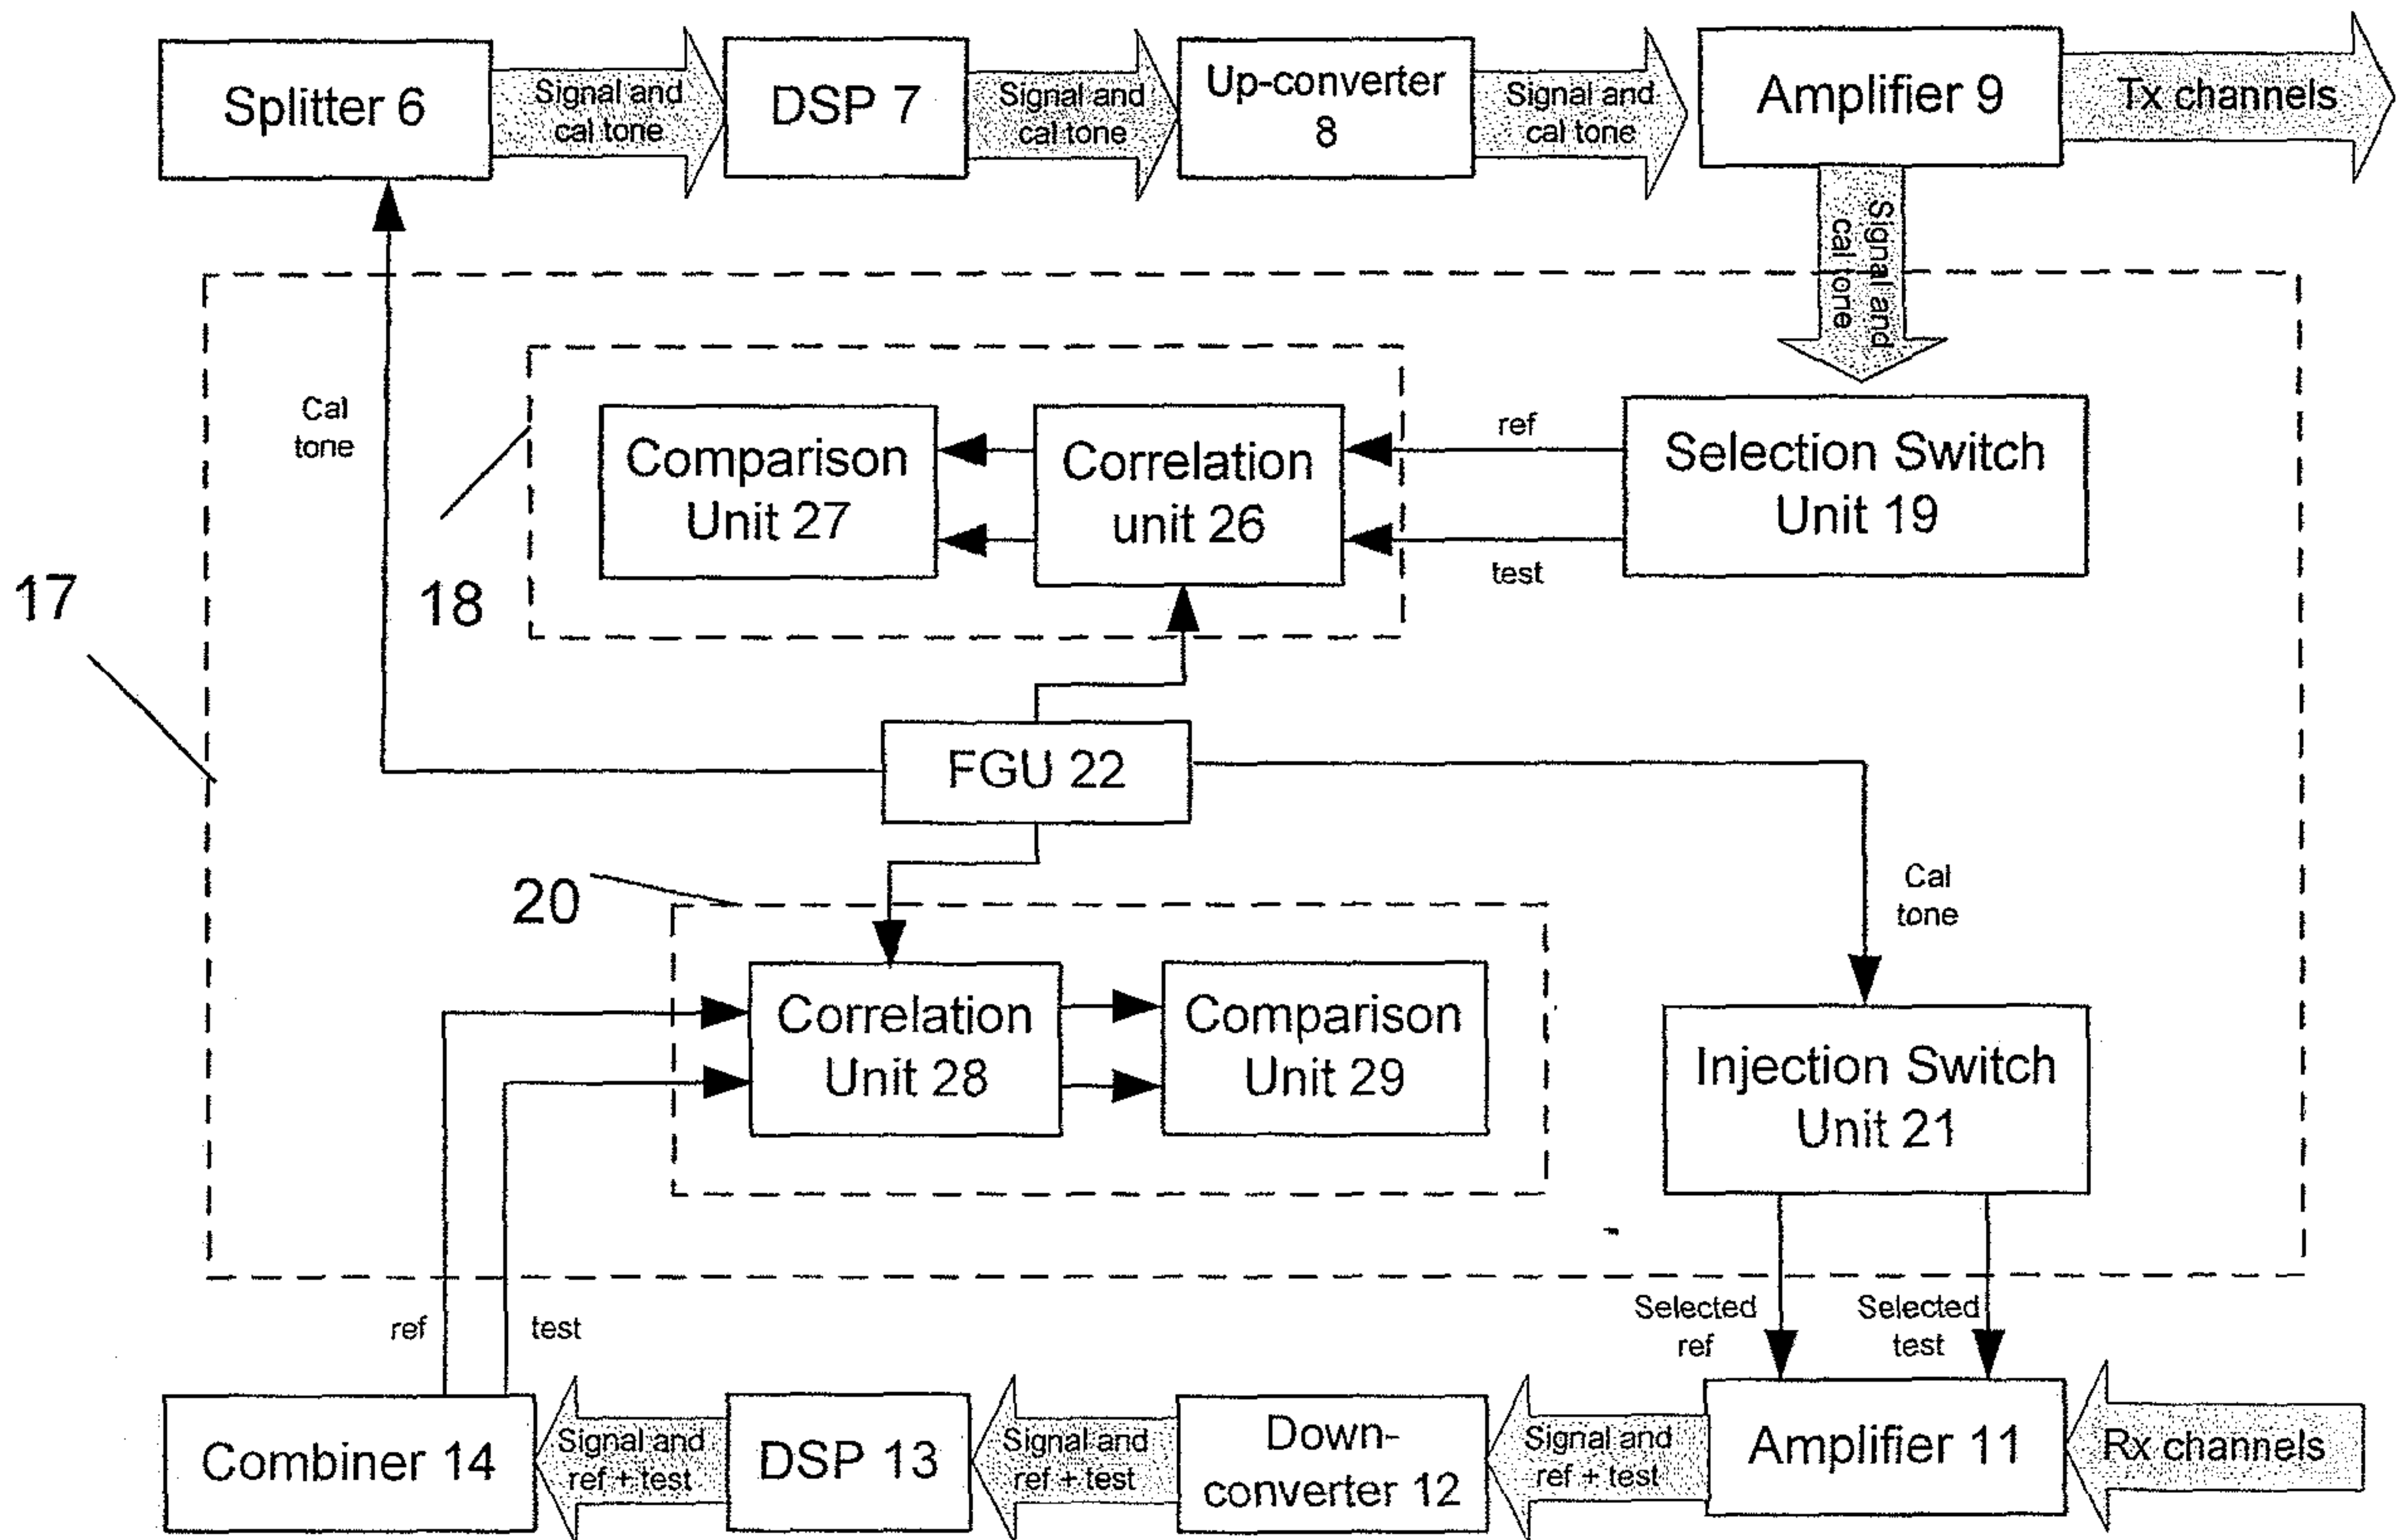 Splitter 6
Signal and
cal tone
DSP 7
Signal and
cal tone
Up-converter
8
Signal and
cal tone
Amplifier 9
Tx channels
Signal and
cal tone
Cal
tone
Comparison
Unit 27
Correlation
unit 26
ref
test
Selection Switch
Unit 19
17
18
FGU 22
20
Cal
tone
Correlation
Unit 28
Comparison
Unit 29
Injection Switch
Unit 21
ref
test
Selected
ref
Selected
test
Combiner 14
Signal and
ref + test
DSP 13
Signal and
ref + test
Down-
converter 12
Signal and
ref + test
Amplifier 11
Rx channels